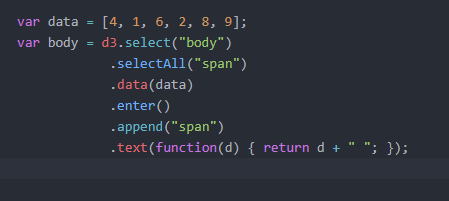 var data = [4, 1, 6, 2, 8, 9];
var body = d3.select("body")
            .selectAll("span")
            .data(data)
            .enter()
            .append("span")
            .text(function(d) { return d + " "; });